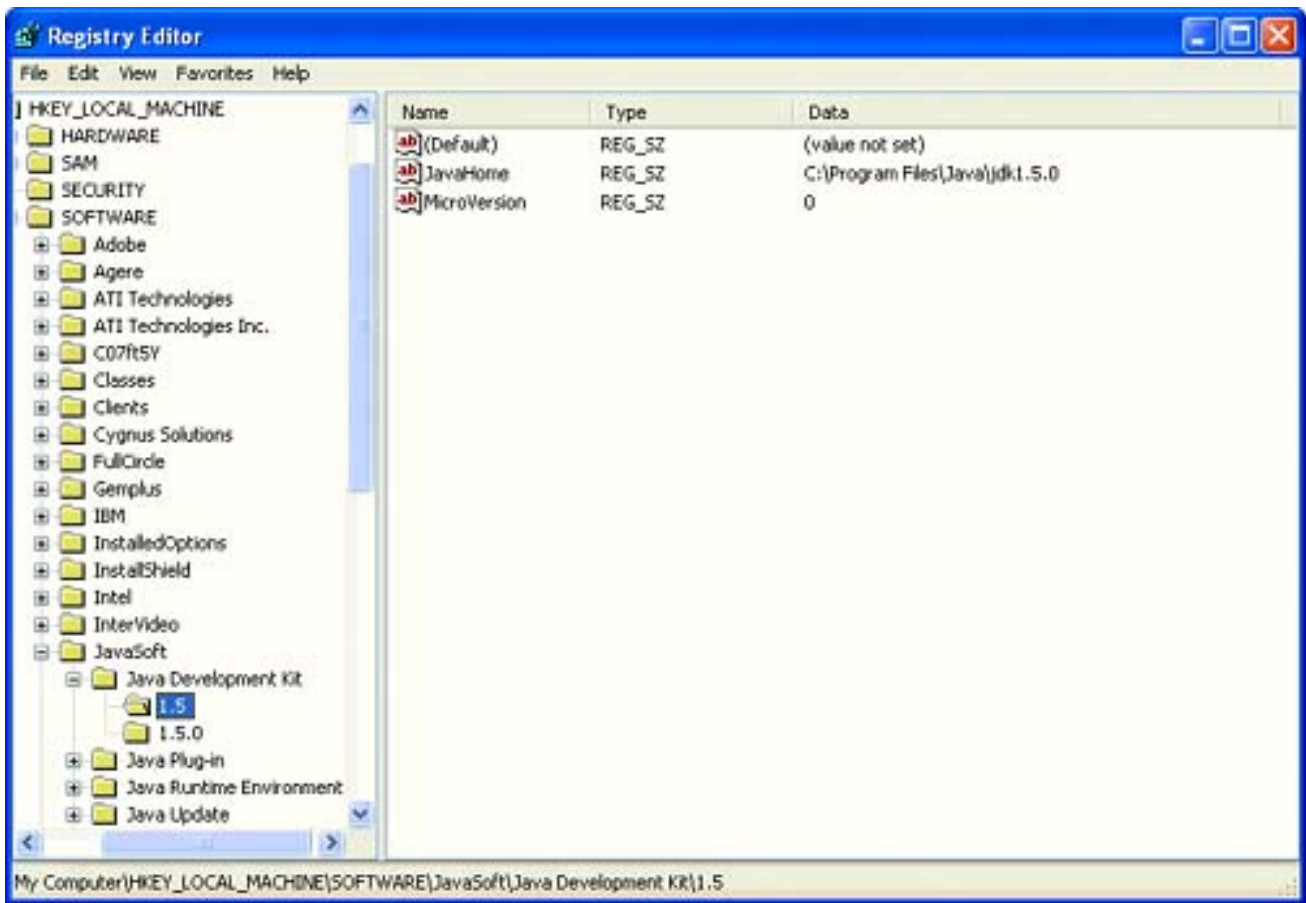 Registry Editor
File Edit View Favorites Help
HKEY_LOCAL_MACHINE
HARDWARE
SAM
SECURITY
SOFTWARE
Adobe
Agere
ATI Technologies
ATI Technologies Inc.
C07ft5Y
Classes
Clients
Cygnus Solutions
FullCircle
Gemplus
IBM
InstalledOptions
InstallShield
Intel
InterVideo
JavaSoft
Java Development Kit
1.5
1.5.0
Java Plug-in
Java Runtime Environment
Java Update
Name Type Data
(Default) REG_SZ (value not set)
JavaHome REG_SZ C:\Program Files\Java\jdk1.5.0
MicroVersion REG_SZ 0
My Computer\HKEY_LOCAL_MACHINE\SOFTWARE\JavaSoft\Java Development Kit\1.5